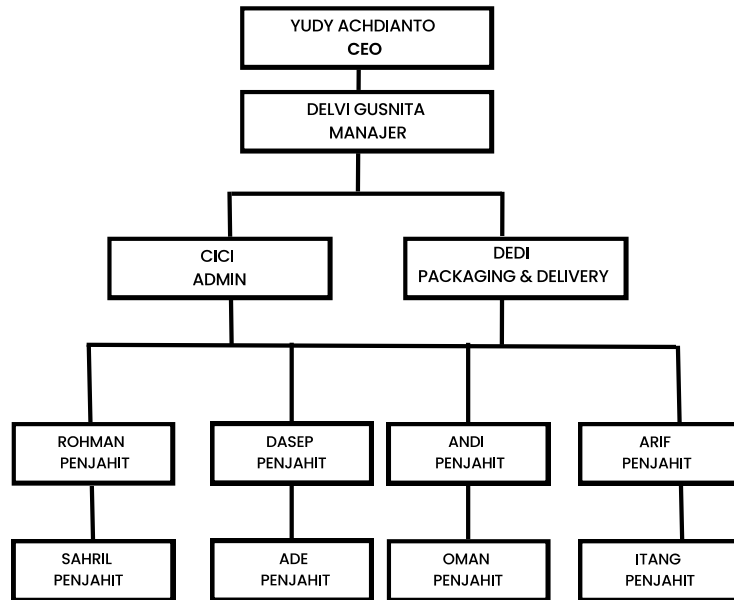 YUDY ACHDIANTO
CEO
DELVI GUSNITA
MANAJER
CICI
ADMIN
DEDI
PACKAGING & DELIVERY
ROHMAN
PENJAHIT
DASEP
PENJAHIT
ANDI
PENJAHIT
ARIF
PENJAHIT
SAHRIL
PENJAHIT
ADE
PENJAHIT
OMAN
PENJAHIT
ITANG
PENJAHIT